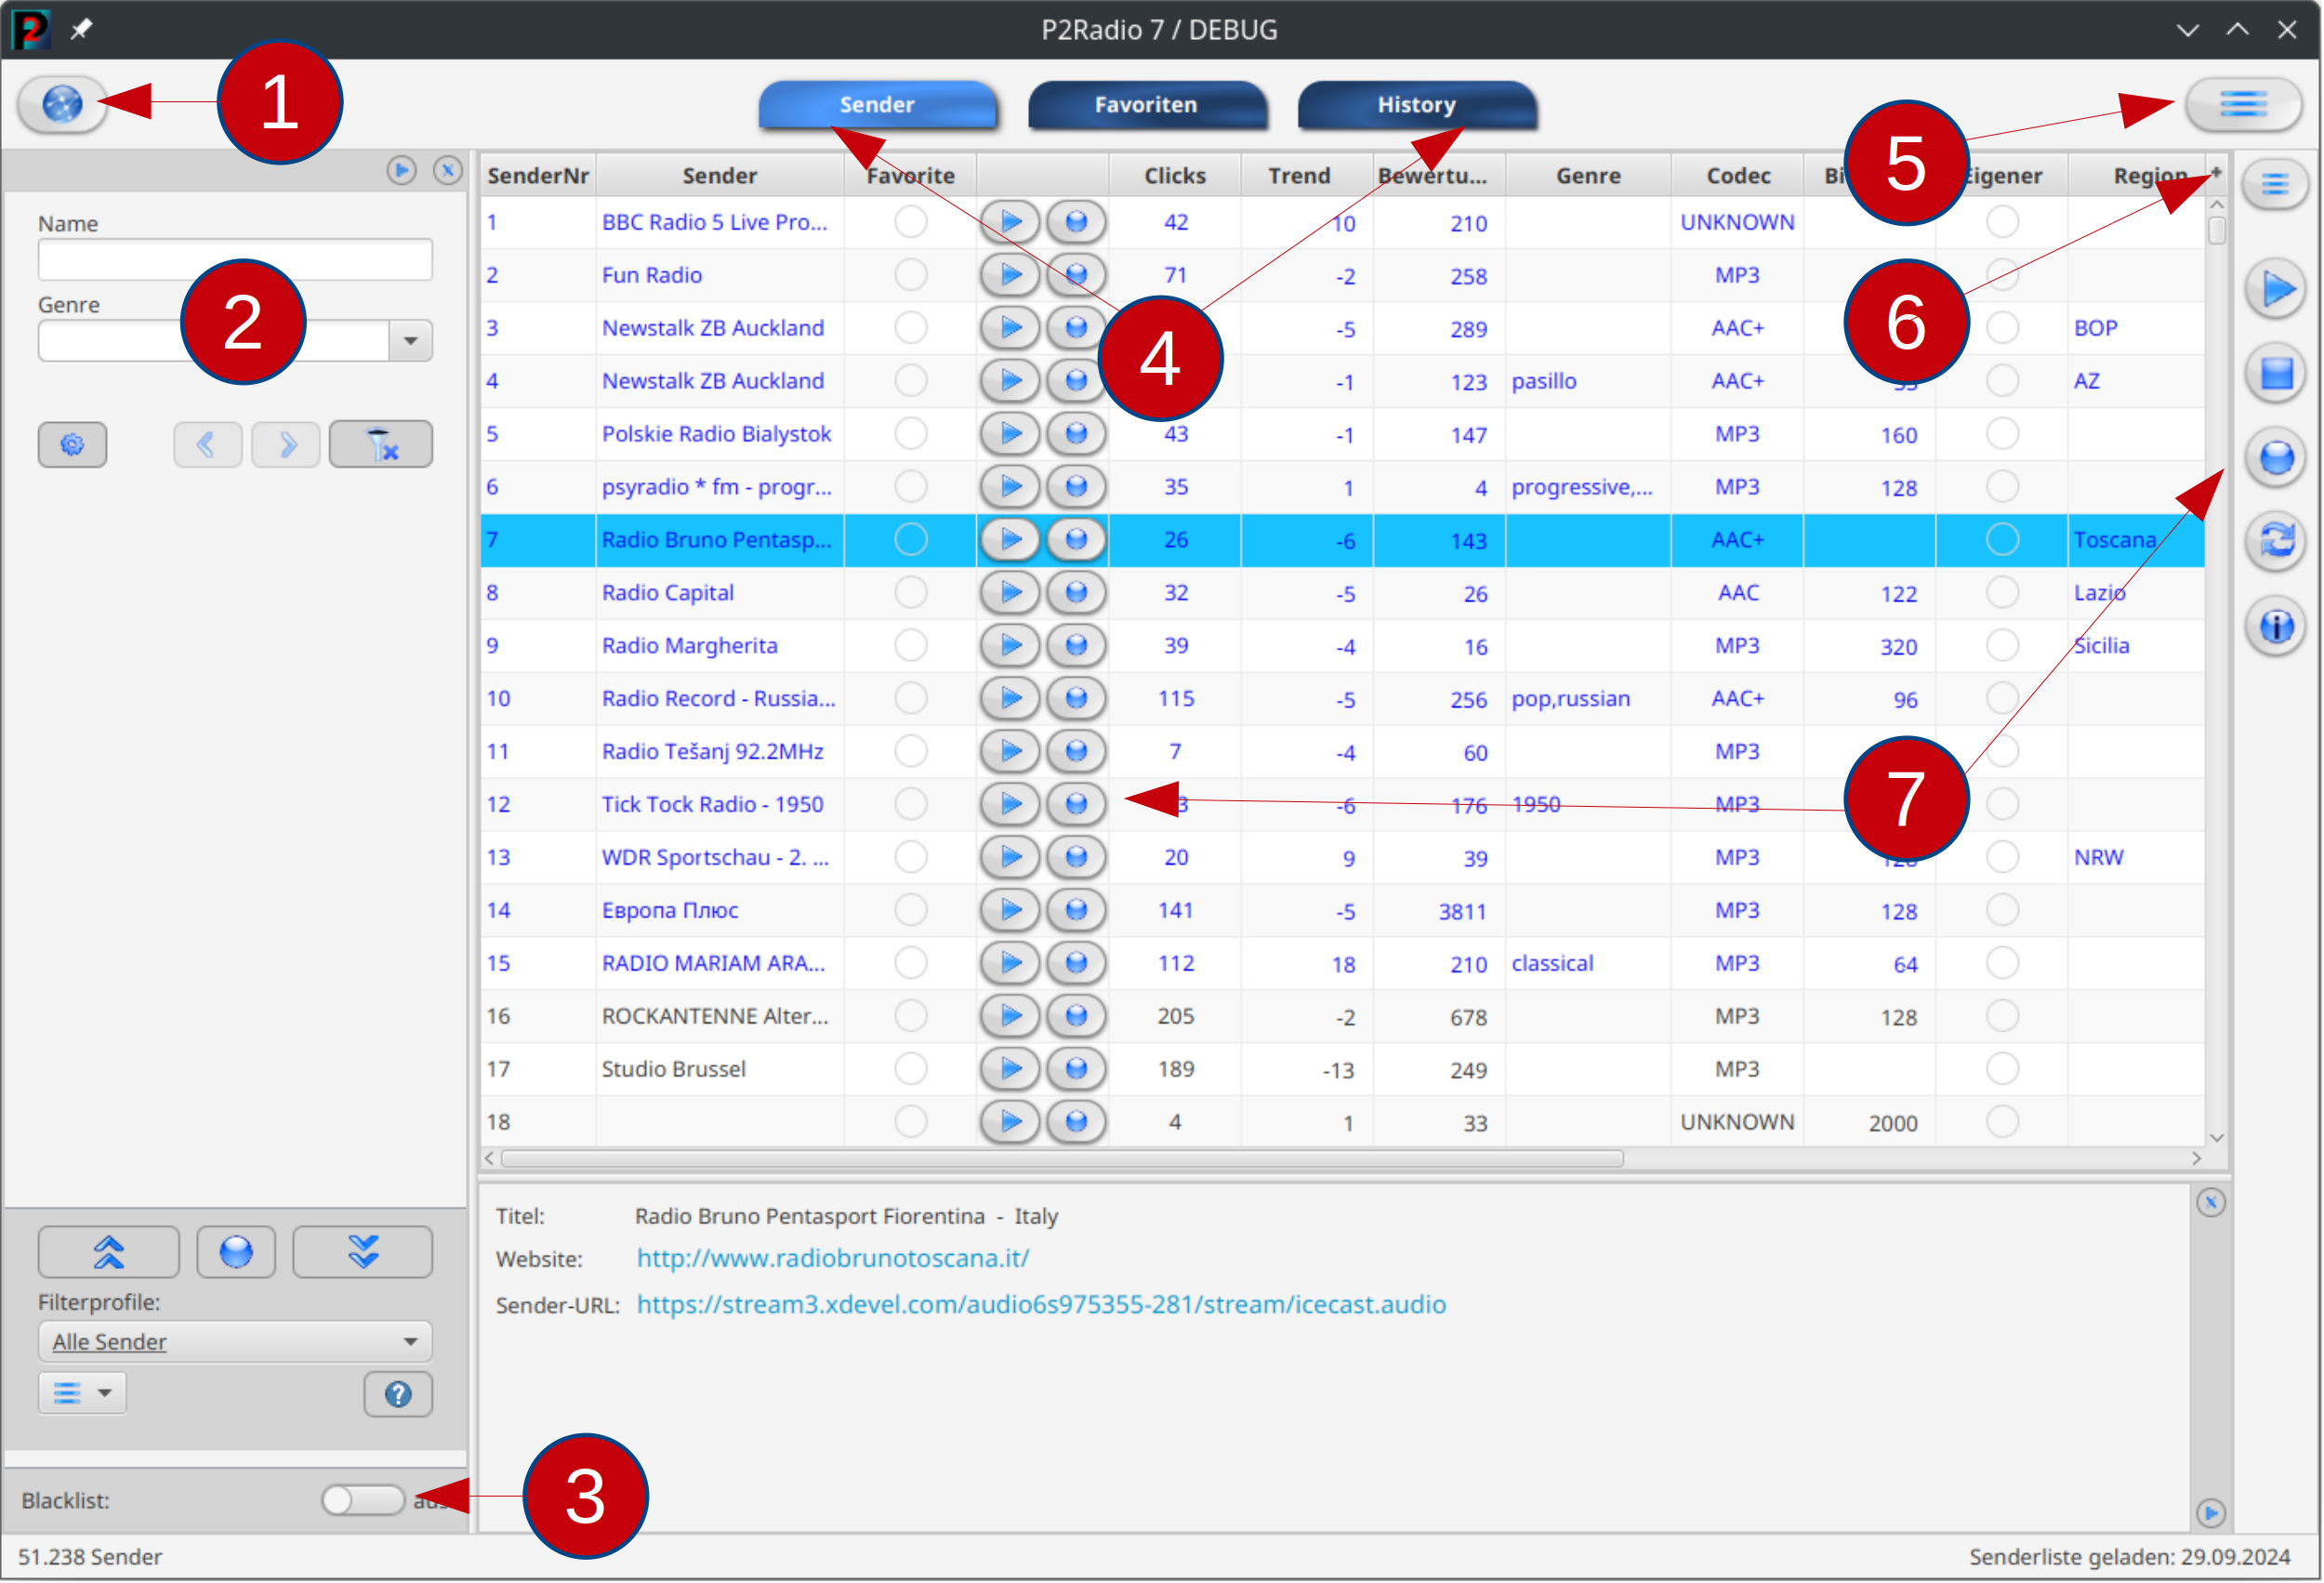 P2Radio 7 / DEBUG
1
Sender Favoriten History
5
SenderNr Sender Favorite Clicks Trend Bewertu... Genre Codec Bi Eigener Region
Name
1 BBC Radio 5 Live Pro... 42 10 210 UNKNOWN
2 Fun Radio 71 -2 258 MP3
Genre
2
4
6
3 Newstalk ZB Auckland -5 289 AAC+ BOP
4 Newstalk ZB Auckland -1 123 pasillo AAC+ AZ
5 Polskie Radio Bialystok 43 -1 147 MP3 160
6 psyradio * fm - progr... 35 1 4 progressive,... MP3 128
7 Radio Bruno Pentasp... 26 -6 143 AAC+ Toscana
8 Radio Capital 32 -5 26 AAC 122 Lazio
9 Radio Margherita 39 -4 16 MP3 320 Sicilia
10 Radio Record - Russia... 115 -5 256 pop,russian AAC+ 96
11 Radio Tešanj 92.2MHz 7 -4 60 MP3
7
12 Tick Tock Radio - 1950 -6 176 1950 MP3
13 WDR Sportschau - 2. ... 20 9 39 MP3 128 NRW
14 Европа Плюс 141 -5 3811 MP3 128
15 RADIO MARIAM ARA... 112 18 210 classical MP3 64
16 ROCKANTENNE Alter... 205 -2 678 MP3 128
17 Studio Brussel 189 -13 249 MP3
18 4 1 33 UNKNOWN 2000
Titel: Radio Bruno Pentasport Fiorentina - Italy
Website: http://www.radiobrunotoscana.it/
Sender-URL: https://stream3.xdevel.com/audio6s975355-281/stream/icecast.audio
Filterprofile:
Alle Sender
3
Blacklist: aus
51.238 Sender
Senderliste geladen: 29.09.2024